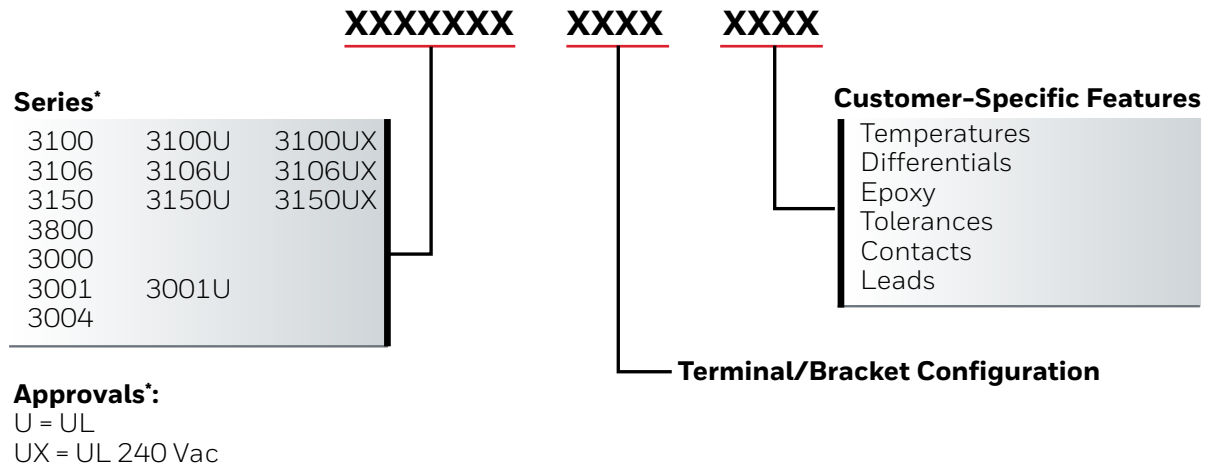 XXXXXXX XXXX XXXX
Series*
3100 3100U 3100UX
3106 3106U 3106UX
3150 3150U 3150UX
3800
3000
3001 3001U
3004
Customer-Specific Features
Temperatures
Differentials
Epoxy
Tolerances
Contacts
Leads
Terminal/Bracket Configuration
Approvals*:
U = UL
UX = UL 240 Vac